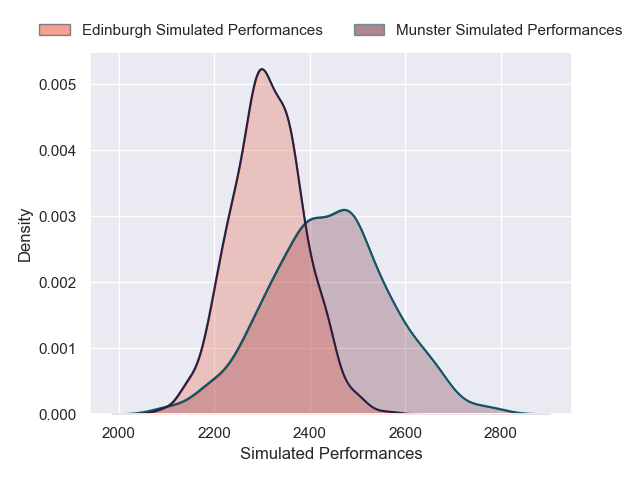 Edinburgh Simulated Performances Munster Simulated Performances
0.005
0.004
0.003
0.002
0.001
0.000
Density
2000 2200 2400 2600 2800
Simulated Performances